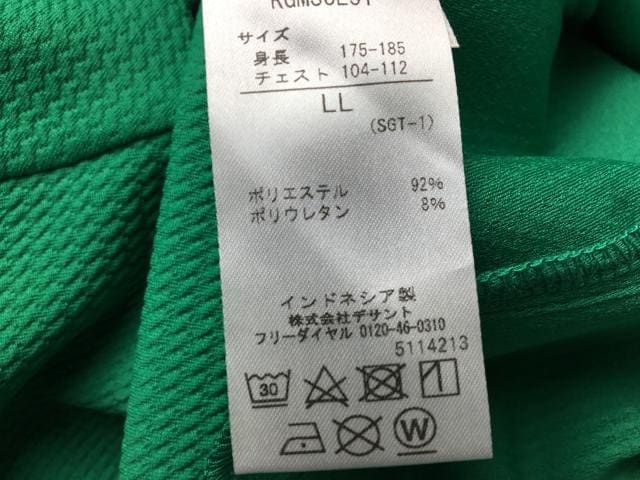 サイズ
身長 175-185
チェスト 104-112
LL
(SGT-1)
ポリエステル 92%
ポリウレタン 8%
インドネシア製
株式会社デサント
フリーダイヤル 0120-46-0310
5114213
30
W